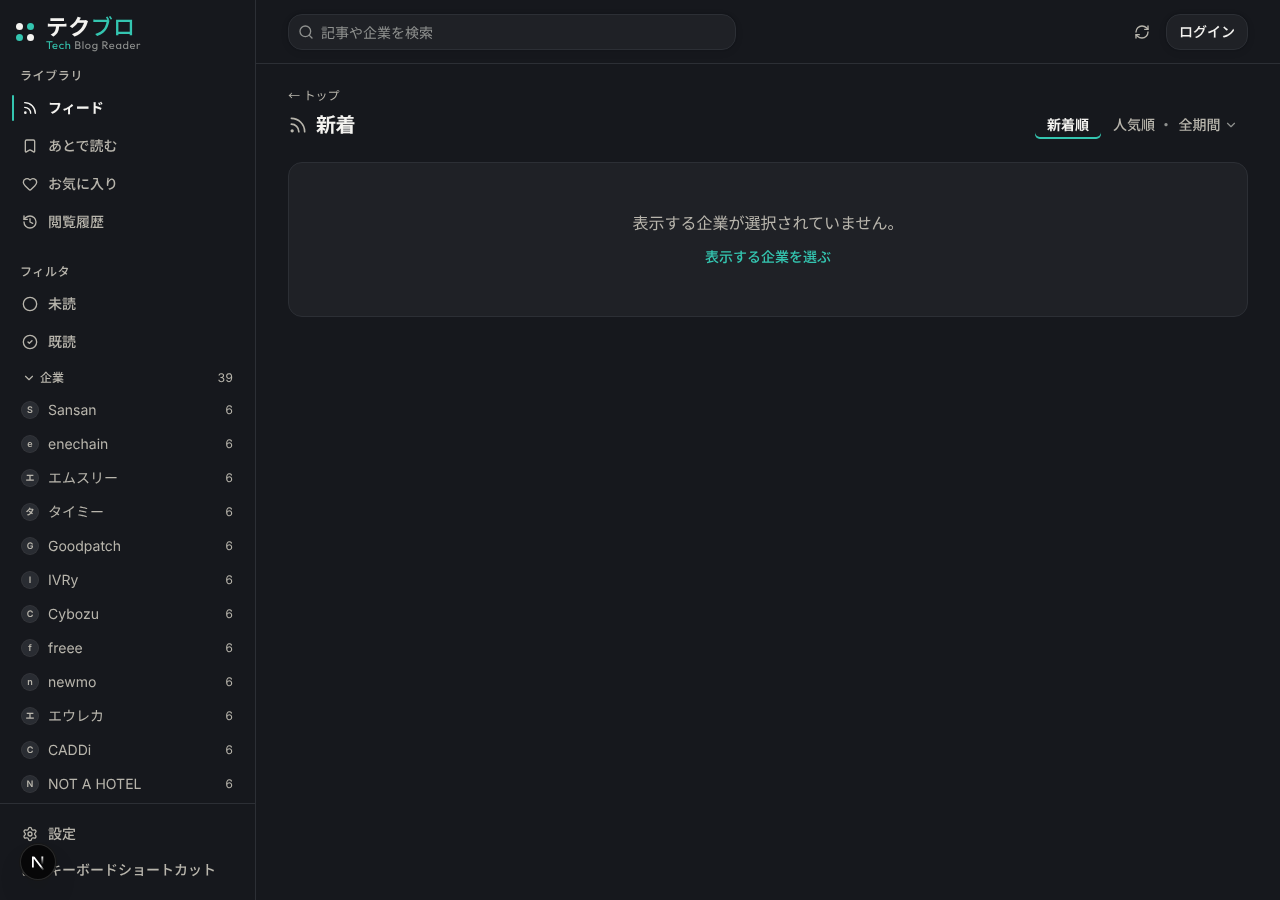 テクブロ
Tech Blog Reader
ライブラリ
フィード
あとで読む
お気に入り
閲覧履歴
フィルタ
未読
既読
企業 39
S Sansan 6
e enechain 6
エ エムスリー 6
タ タイミー 6
G Goodpatch 6
I IVRy 6
C Cybozu 6
f freee 6
n newmo 6
エ エウレカ 6
C CADDi 6
N NOT A HOTEL 6
設定
N キーボードショートカット
記事や企業を検索
ログイン
← トップ
新着
新着順 人気順 • 全期間
表示する企業が選択されていません。
表示する企業を選ぶ